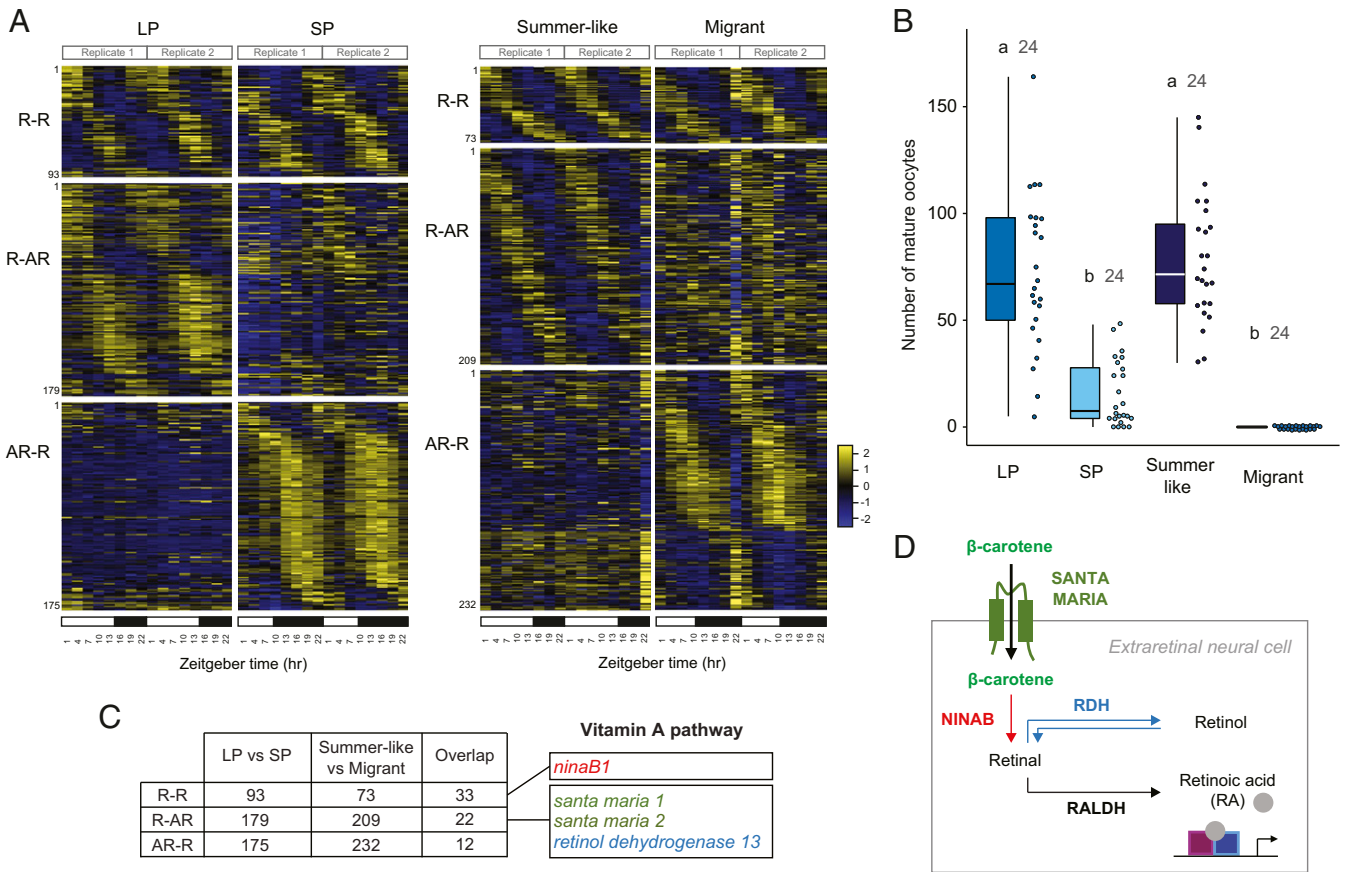 A
LP
SP
Replicate 1
Replicate 2
Replicate 1
Replicate 2
1
R-R
93
1
R-AR
179
1
AR-R
175
1 4 7 10 13 16 19 22 1 4 7 10 13 16 19 22
1 4 7 10 13 16 19 22 1 4 7 10 13 16 19 22
Zeitgeber time (hr)
Summer-like
Migrant
Replicate 1
Replicate 2
Replicate 1
Replicate 2
1
R-R
73
1
R-AR
209
1
AR-R
232
1 4 7 10 13 16 19 22 1 4 7 10 13 16 19 22
1 4 7 10 13 16 19 22 1 4 7 10 13 16 19 22
Zeitgeber time (hr)
2
1
0
-1
-2
B
Number of mature oocytes
150
100
50
0
a 24
b 24
a 24
b 24
LP
SP
Summer
like
Migrant
C
LP vs SP
Summer-like
vs Migrant
Overlap
R-R 93 73 33
R-AR 179 209 22
AR-R 175 232 12
Vitamin A pathway
ninaB1
santa maria 1
santa maria 2
retinol dehydrogenase 13
D
β-carotene
SANTA
MARIA
Extraretinal neural cell
β-carotene
NINAB
RDH
Retinol
Retinal
RALDH
Retinoic acid
(RA)